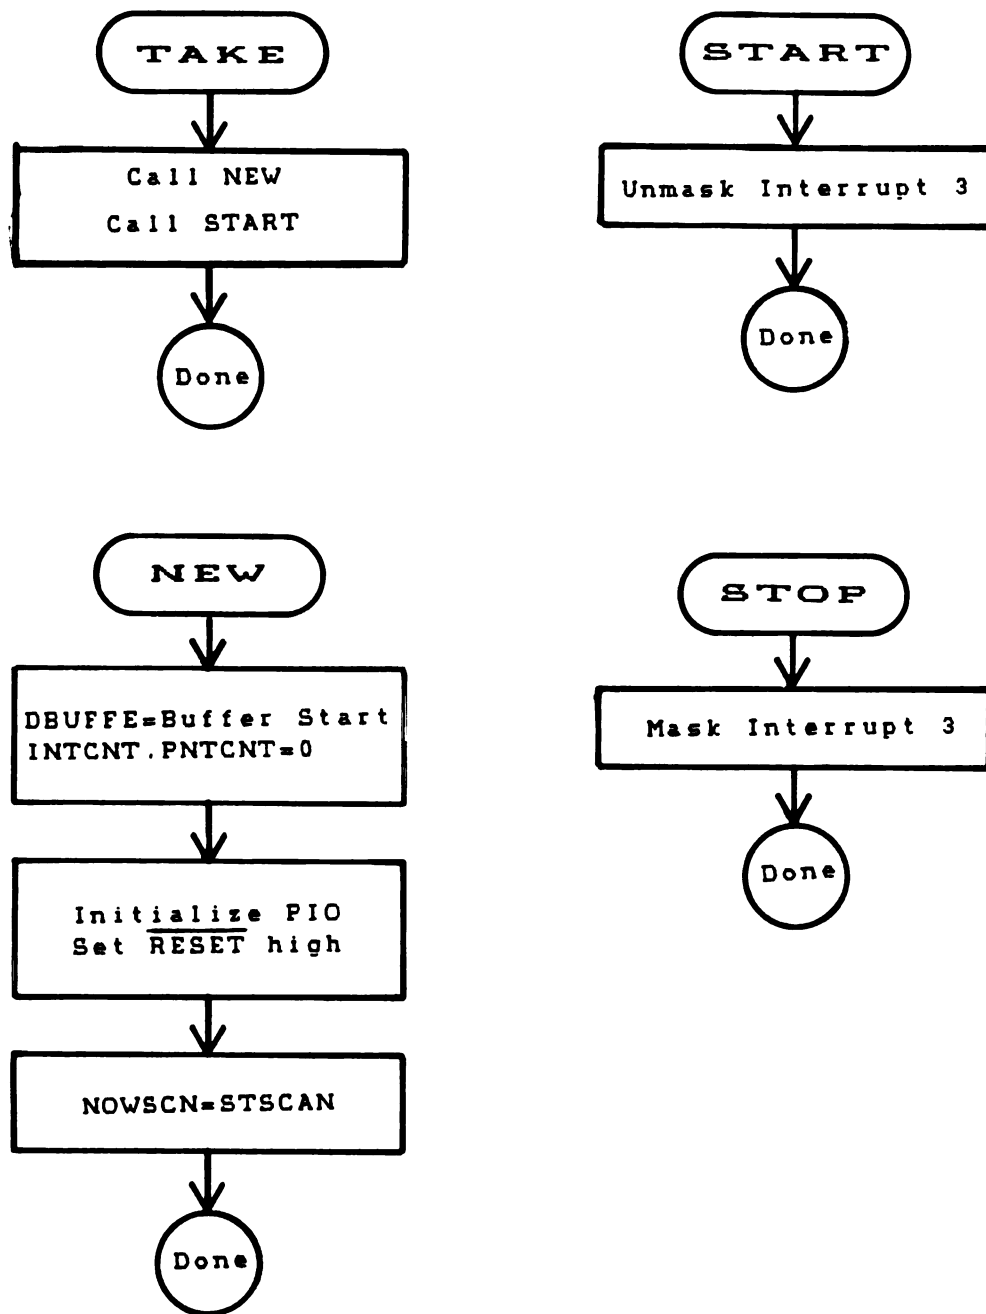 TAKE
Call NEW
Call START
Done
START
Unmask Interrupt 3
Done
NEW
DBUFFE=Buffer Start
INTCNT.PNTCNT=0
Initialize PIO
Set RESET high
NOWSCN=STSCAN
Done
STOP
Mask Interrupt 3
Done